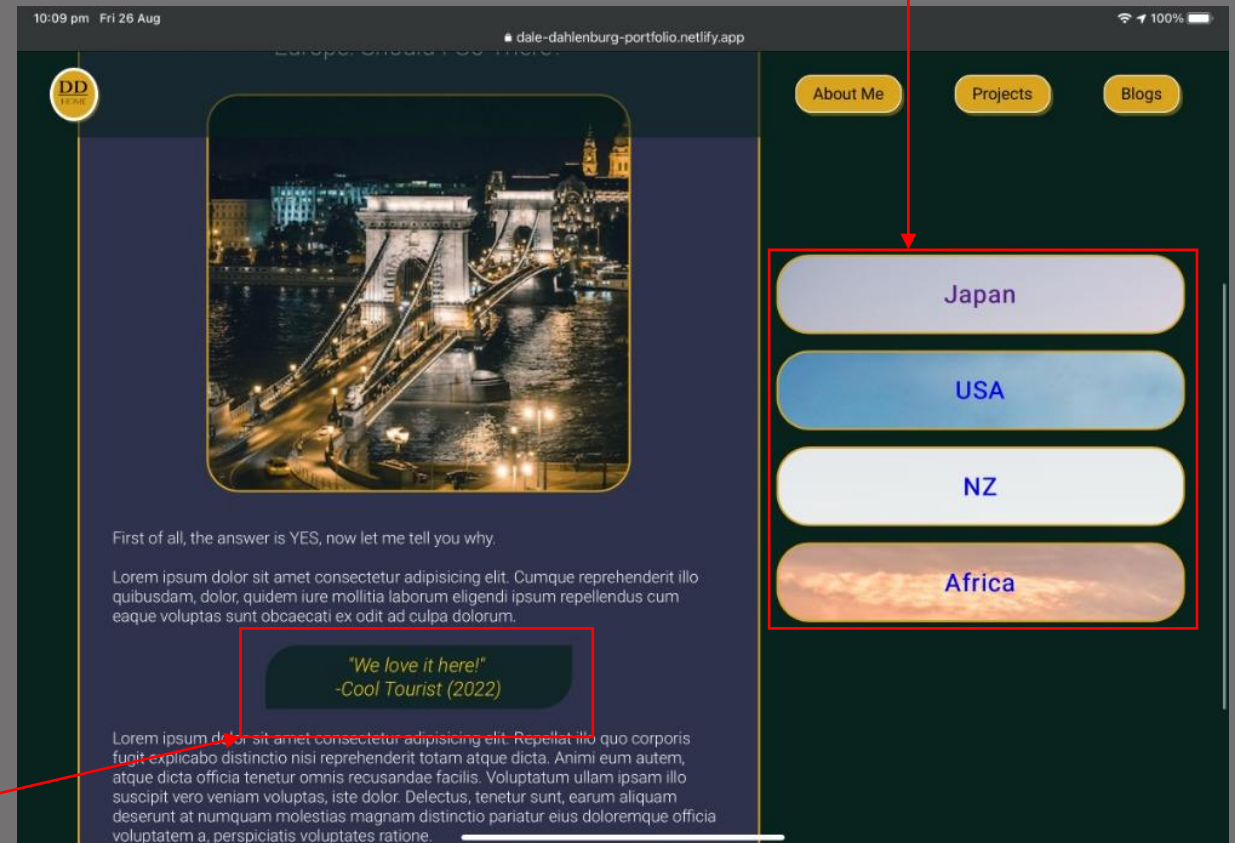 10:09 pm Fri 26 Aug
100%
dale-dahlenburg-portfolio.netlify.app
Europe: Should I Go There?
DD
HOME
About Me
Projects
Blogs
First of all, the answer is YES, now let me tell you why.
Lorem ipsum dolor sit amet consectetur adipisicing elit. Cumque reprehenderit illo
quibusdam, dolor, quidem iure mollitia laborum eligendi ipsum repellendus cum
eaque voluptas sunt obcaecati ex odit ad culpa dolorum.
"We love it here!"
-Cool Tourist (2022)
Lorem ipsum dolor sit amet consectetur adipisicing elit. Repellat illo quo corporis
fugit explicabo distinctio nisi reprehenderit totam atque dicta. Animi eum autem,
atque dicta officia tenetur omnis recusandae facilis. Voluptatum ullam ipsam illo
suscipit vero veniam voluptas, iste dolor. Delectus, tenetur sunt, earum aliquam
deserunt at numquam molestias magnam distinctio pariatur eius doloremque officia
voluptatem a, perspiciatis voluptates ratione.
Japan
USA
NZ
Africa